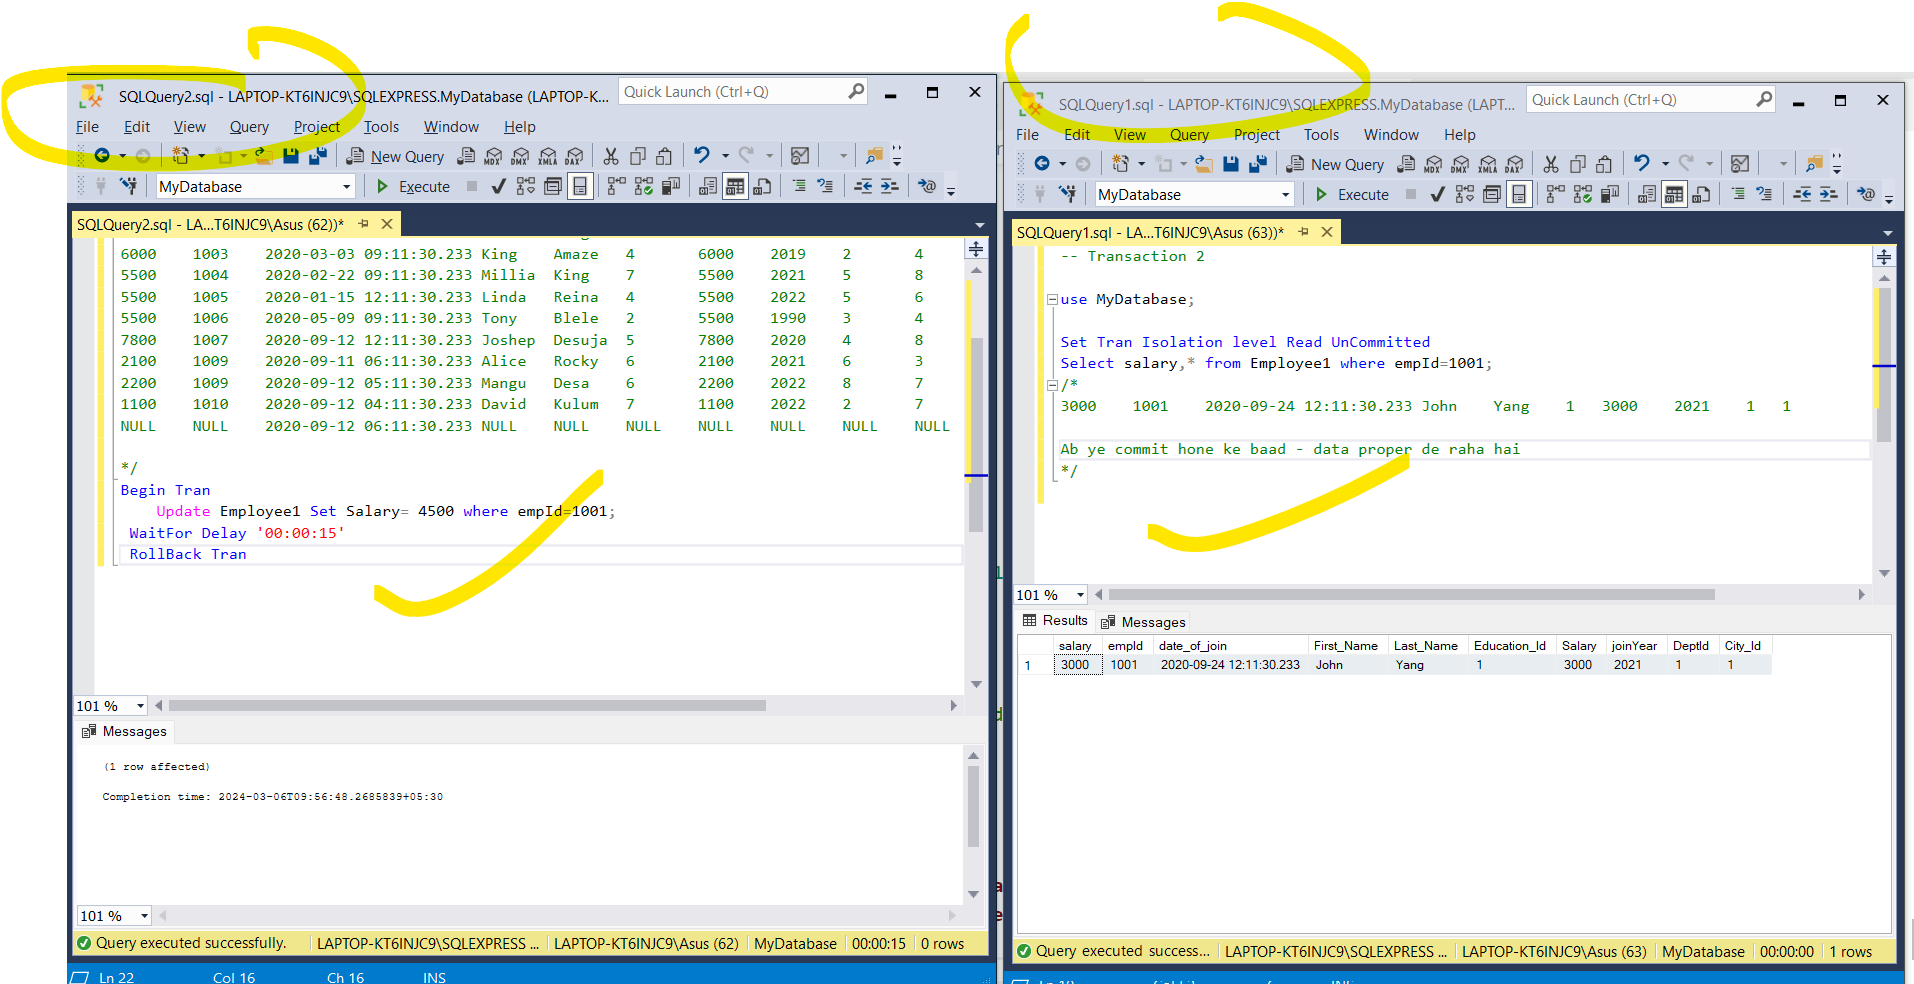 SQLQuery2.sql - LAPTOP-KT6INJC9\SQLEXPRESS.MyDatabase (LAPTOP-K...
Quick Launch (Ctrl+Q)
File Edit View Query Project Tools Window Help
New Query MDX DMX XMLA DAX
MyDatabase Execute
SQLQuery2.sql - LA...T6INJC9\Asus (62))*
6000 1003 2020-03-03 09:11:30.233 King Amaze 4 6000 2019 2 4
5500 1004 2020-02-22 09:11:30.233 Millia King 7 5500 2021 5 8
5500 1005 2020-01-15 12:11:30.233 Linda Reina 4 5500 2022 5 6
5500 1006 2020-05-09 09:11:30.233 Tony Blele 2 5500 1990 3 4
7800 1007 2020-09-12 12:11:30.233 Joshep Desuja 5 7800 2020 4 8
2100 1009 2020-09-11 06:11:30.233 Alice Rocky 6 2100 2021 6 3
2200 1009 2020-09-12 05:11:30.233 Mangu Desa 6 2200 2022 8 7
1100 1010 2020-09-12 04:11:30.233 David Kulum 7 1100 2022 2 7
NULL NULL 2020-09-12 06:11:30.233 NULL NULL NULL NULL NULL NULL NULL
*/
Begin Tran
Update Employee1 Set Salary= 4500 where empId=1001;
WaitFor Delay '00:00:15'
RollBack Tran
101 %
Messages
(1 row affected)
Completion time: 2024-03-06T09:56:48.2685839+05:30
101 %
Query executed successfully. LAPTOP-KT6INJC9\SQLEXPRESS ... LAPTOP-KT6INJC9\Asus (62) MyDatabase 00:00:15 0 rows
Ln 22 Col 16 Ch 16 INS
SQLQuery1.sql - LAPTOP-KT6INJC9\SQLEXPRESS.MyDatabase (LAPT...
Quick Launch (Ctrl+Q)
File Edit View Query Project Tools Window Help
New Query MDX DMX XMLA DAX
MyDatabase Execute
SQLQuery1.sql - LA...T6INJC9\Asus (63))*
-- Transaction 2
use MyDatabase;
Set Tran Isolation level Read UnCommitted
Select salary,* from Employee1 where empId=1001;
/*
3000 1001 2020-09-24 12:11:30.233 John Yang 1 3000 2021 1 1
Ab ye commit hone ke baad - data proper de raha hai
*/
101 %
Results Messages
salary empId date_of_join First_Name Last_Name Education_Id Salary joinYear DeptId City_Id
1 3000 1001 2020-09-24 12:11:30.233 John Yang 1 3000 2021 1 1
Query executed success... LAPTOP-KT6INJC9\SQLEXPRESS ... LAPTOP-KT6INJC9\Asus (63) MyDatabase 00:00:00 1 rows